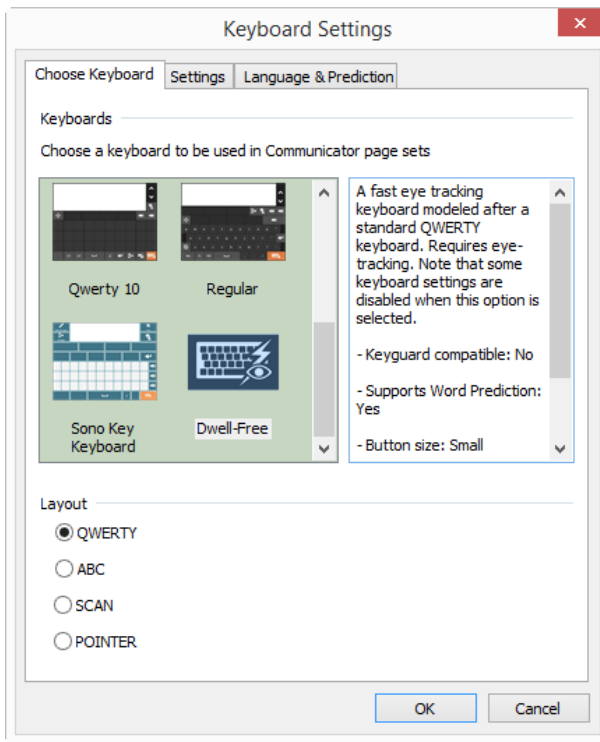 Keyboard Settings
Choose Keyboard
Settings
Language & Prediction
Keyboards
Choose a keyboard to be used in Communicator page sets
Qwerty 10
Regular
Sono Key
Keyboard
Dwell-Free
A fast eye tracking
keyboard modeled after a
standard QWERTY
keyboard. Requires eye-
tracking. Note that some
keyboard settings are
disabled when this option is
selected.
- Keyguard compatible: No
- Supports Word Prediction:
Yes
- Button size: Small
Layout
QWERTY
ABC
SCAN
POINTER
OK
Cancel